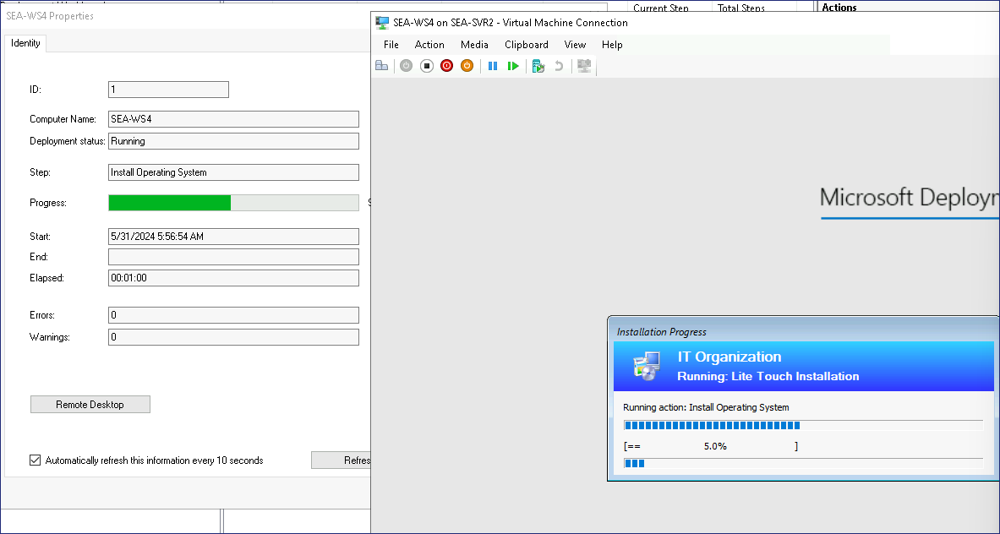 SEA-WS4 Properties
Identity
ID:
1
Computer Name:
SEA-WS4
Deployment status:
Running
Step:
Install Operating System
Progress:
Start:
5/31/2024 5:56:54 AM
End:
Elapsed:
00:01:00
Errors:
0
Warnings:
0
Remote Desktop
Automatically refresh this information every 10 seconds
Refres
Current Step
Total Steps
Actions
SEA-WS4 on SEA-SVR2 - Virtual Machine Connection
File Action Media Clipboard View Help
Microsoft Deploym
Installation Progress
IT Organization
Running: Lite Touch Installation
Running action: Install Operating System
[== 5.0% ]